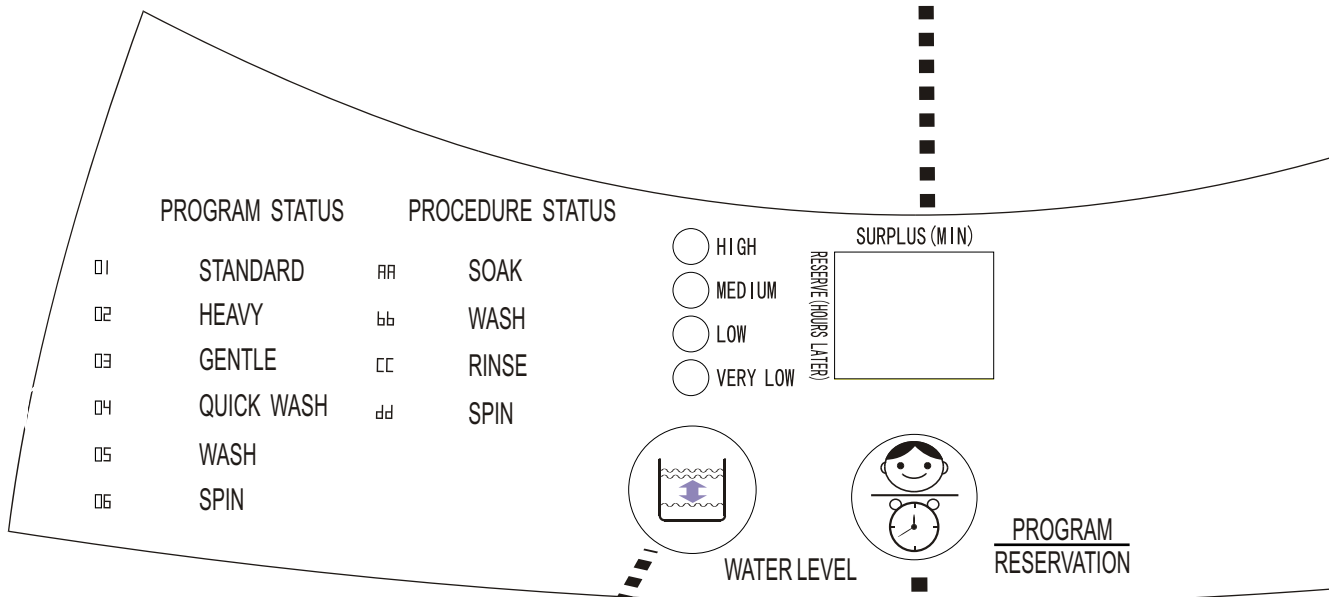 PROGRAM STATUS PROCEDURE STATUS
01 STANDARD AA SOAK
02 HEAVY bb WASH
03 GENTLE CC RINSE
04 QUICK WASH dd SPIN
05 WASH
06 SPIN
HIGH
MEDIUM
LOW
VERY LOW
SURPLUS(MIN)
RESERVE(HOURS LATER)
WATER LEVEL
PROGRAM
RESERVATION